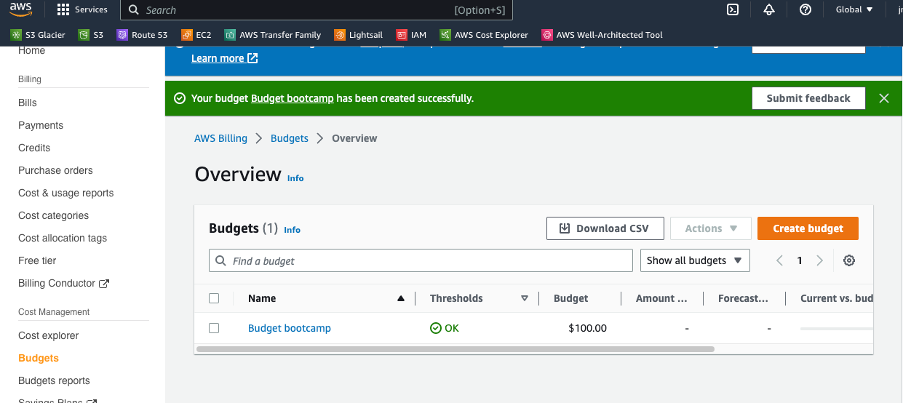 aws
Services
Search
[Option+S]
Global
S3 Glacier
S3
Route 53
EC2
AWS Transfer Family
Lightsail
IAM
AWS Cost Explorer
AWS Well-Architected Tool
Home
Billing
Bills
Payments
Credits
Purchase orders
Cost & usage reports
Cost categories
Cost allocation tags
Free tier
Billing Conductor
Cost Management
Cost explorer
Budgets
Budgets reports
Savings Plans
Learn more
Your budget Budget bootcamp has been created successfully.
Submit feedback
AWS Billing > Budgets > Overview
Overview Info
Budgets (1) Info
Download CSV
Actions
Create budget
Find a budget
Show all budgets
1
Name
Thresholds
Budget
Amount ...
Forecast...
Current vs. bud
Budget bootcamp
OK
$100.00
-
-